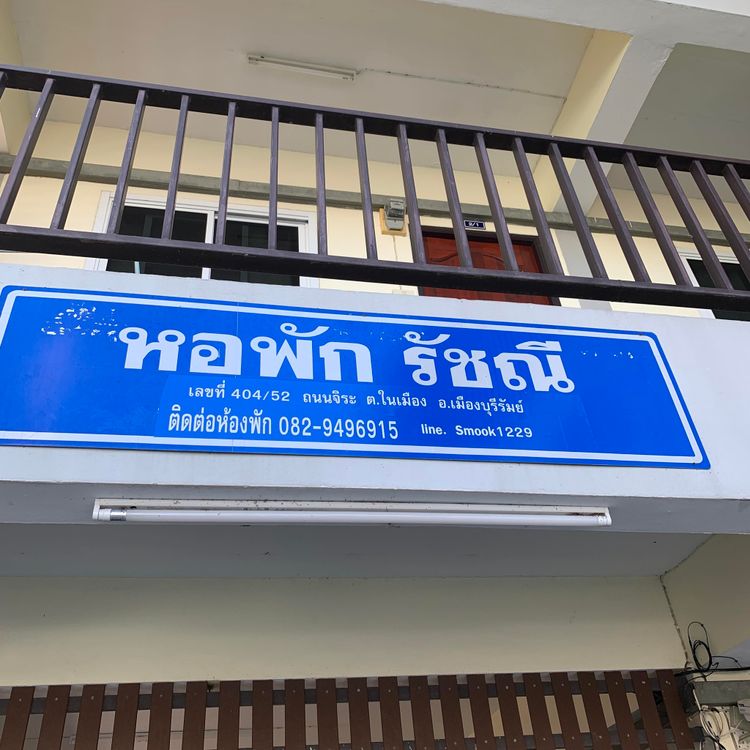 2/1
หอพัก รัชณี
เลขที่ 404/52 ถนนจิระ ต.ในเมือง อ.เมืองบุรีรัมย์
ติดต่อห้องพัก 082-9496915 line. Smook1229